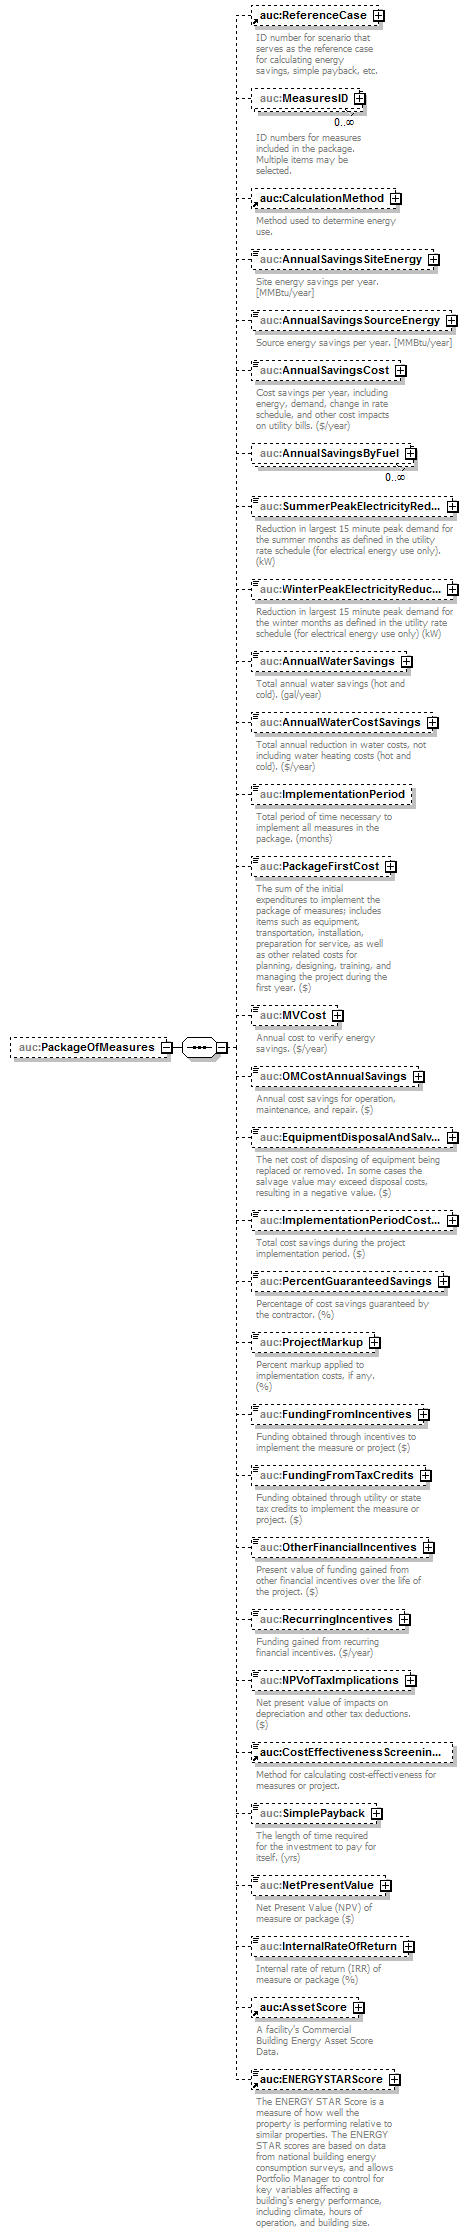 auc:ReferenceCase
ID number for scenario that
serves as the reference case
for calculating energy
savings, simple payback, etc.
auc:MeasuresID
0..∞
ID numbers for measures
included in the package.
Multiple items may be
selected.
auc:CalculationMethod
Method used to determine energy
use.
auc:AnnualSavingsSiteEnergy
Site energy savings per year.
[MMBtu/year]
auc:AnnualSavingsSourceEnergy
Source energy savings per year. [MMBtu/year]
auc:AnnualSavingsCost
Cost savings per year, including
energy, demand, change in rate
schedule, and other cost impacts
on utility bills. ($/year)
auc:AnnualSavingsByFuel
0..∞
auc:SummerPeakElectricityRed...
Reduction in largest 15 minute peak demand for
the summer months as defined in the utility
rate schedule (for electrical energy use only).
(kW)
auc:WinterPeakElectricityReduc...
Reduction in largest 15 minute peak demand for
the winter months as defined in the utility rate
schedule (for electrical energy use only) (kW)
auc:AnnualWaterSavings
Total annual water savings (hot and
cold). (gal/year)
auc:AnnualWaterCostSavings
Total annual reduction in water costs, not
including water heating costs (hot and
cold). ($/year)
auc:ImplementationPeriod
Total period of time necessary to
implement all measures in the
package. (months)
auc:PackageFirstCost
The sum of the initial
expenditures to implement the
package of measures; includes
items such as equipment,
transportation, installation,
preparation for service, as well
as other related costs for
planning, designing, training, and
managing the project during the
first year. ($)
auc:MVCost
Annual cost to verify energy
savings. ($/year)
auc:PackageOfMeasures
auc:OMCostAnnualSavings
Annual cost savings for operation,
maintenance, and repair. ($)
auc:EquipmentDisposalAndSalv...
The net cost of disposing of equipment being
replaced or removed. In some cases the
salvage value may exceed disposal costs,
resulting in a negative value. ($)
auc:ImplementationPeriodCost...
Total cost savings during the project
implementation period. ($)
auc:PercentGuaranteedSavings
Percentage of cost savings guaranteed by
the contractor. (%)
auc:ProjectMarkup
Percent markup applied to
implementation costs, if any.
(%)
auc:FundingFromIncentives
Funding obtained through incentives to
implement the measure or project ($)
auc:FundingFromTaxCredits
Funding obtained through utility or state
tax credits to implement the measure or
project. ($)
auc:OtherFinancialIncentives
Present value of funding gained from
other financial incentives over the life of
the project. ($)
auc:RecurringIncentives
Funding gained from recurring
financial incentives. ($/year)
auc:NPVofTaxImplications
Net present value of impacts on
depreciation and other tax deductions.
($)
auc:CostEffectivenessScreenin...
Method for calculating cost-effectiveness for
measures or project.
auc:SimplePayback
The length of time required
for the investment to pay for
itself. (yrs)
auc:NetPresentValue
Net Present Value (NPV) of
measure or package ($)
auc:InternalRateOfReturn
Internal rate of return (IRR) of
measure or package (%)
auc:AssetScore
A facility's Commercial
Building Energy Asset Score
Data.
auc:ENERGYSTARScore
The ENERGY STAR Score is a
measure of how well the
property is performing relative to
similar properties. The ENERGY
STAR scores are based on data
from national building energy
consumption surveys, and allows
Portfolio Manager to control for
key variables affecting a
building's energy performance,
including climate, hours of
operation, and building size.